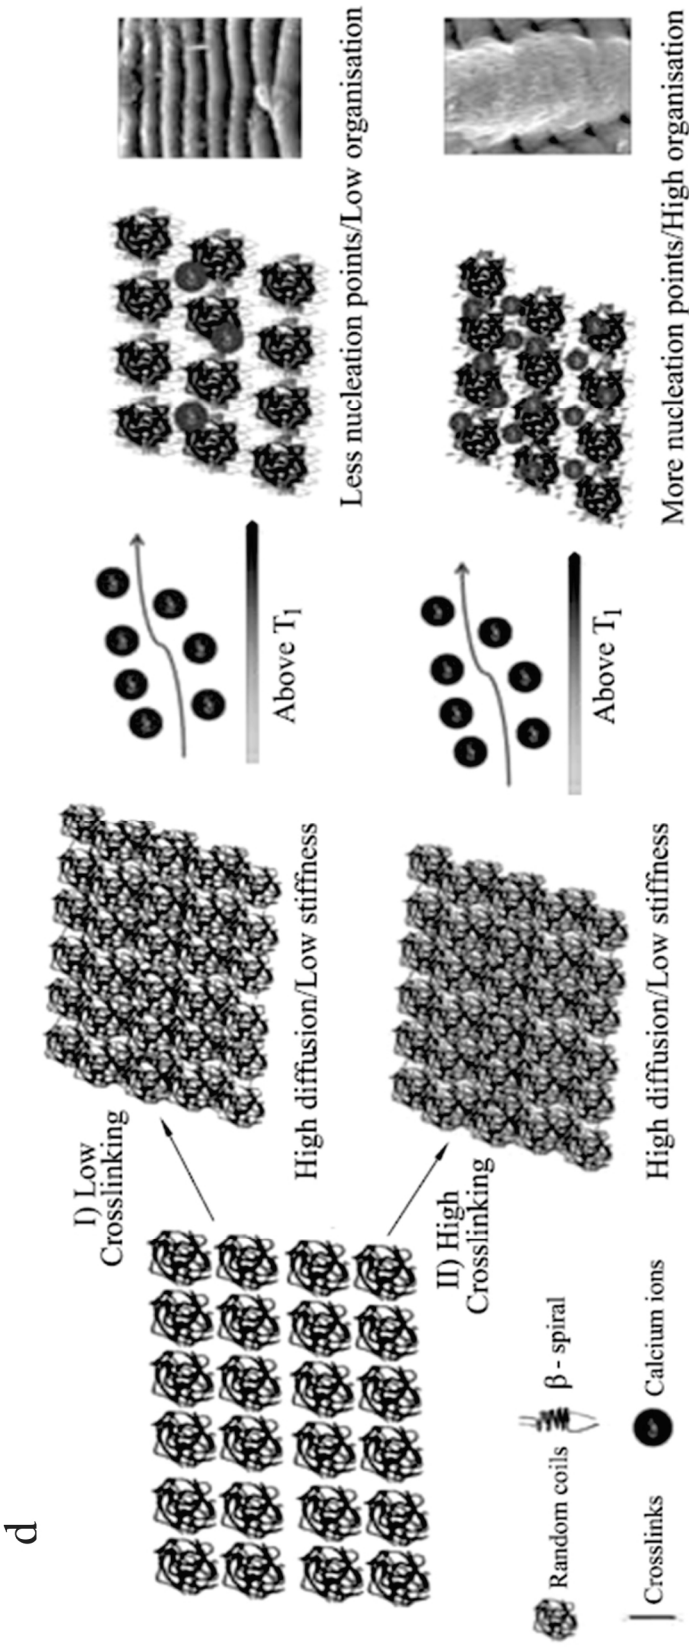 d
I) Low
Crosslinking
High diffusion/Low stiffness
Above T1
Less nucleation points/Low organisation
II) High
Crosslinking
High diffusion/Low stiffness
Above T1
More nucleation points/High organisation
Random coils
β - spiral
Crosslinks
Calcium ions